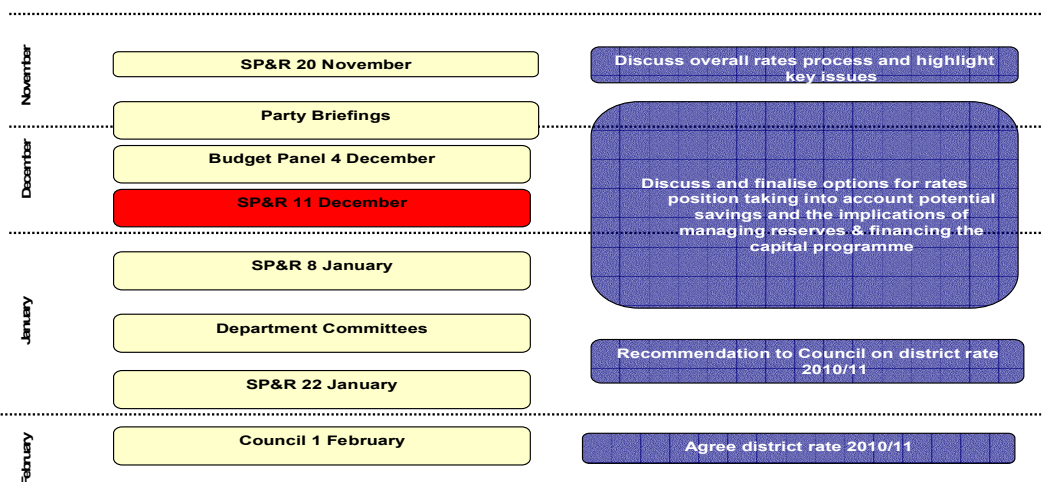 November
SP&R 20 November
Discuss overall rates process and highlight
key issues
Party Briefings
December
Budget Panel 4 December
SP&R 11 December
Discuss and finalise options for rates
position taking into account potential
savings and the implications of
managing reserves & financing the
capital programme
January
SP&R 8 January
Department Committees
Recommendation to Council on district rate
2010/11
SP&R 22 January
February
Council 1 February
Agree district rate 2010/11